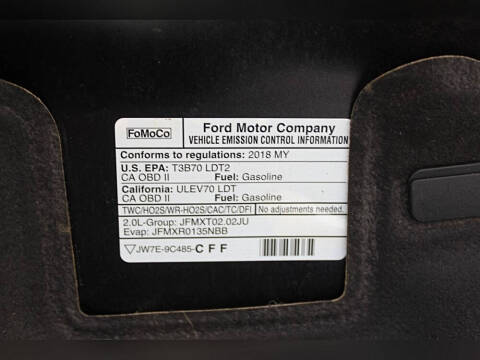 FoMoCo
Ford Motor Company
VEHICLE EMISSION CONTROL INFORMATION
Conforms to regulations: 2018 MY
U.S. EPA: T3B70 LDT2
CA OBD II Fuel: Gasoline
California: ULEV70 LDT
CA OBD II Fuel: Gasoline
TWC/HO2S/WR-HO2S/CAC/TC/DFI No adjustments needed.
2.0L-Group: JFMXT02.02JU
Evap: JFMXR0135NBB
JW7E-9C485-CFF